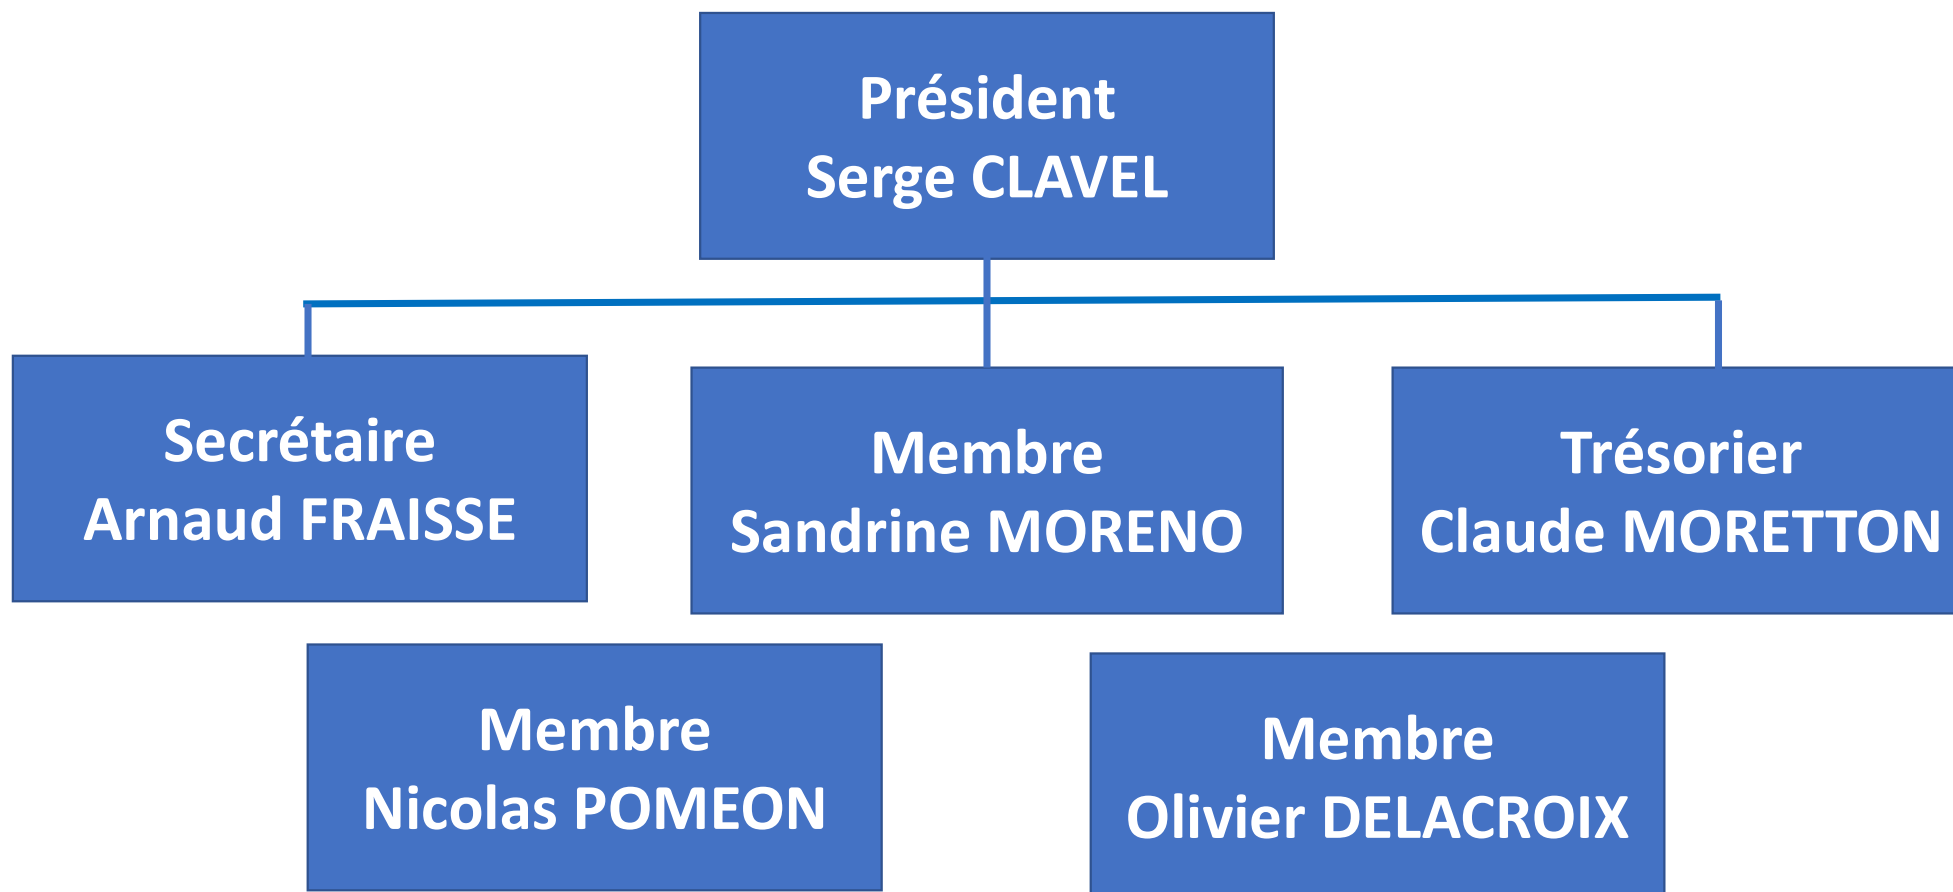 Président
Serge CLAVEL
Secrétaire
Arnaud FRAISSE
Membre
Sandrine MORENO
Trésorier
Claude MORETTON
Membre
Nicolas POMEON
Membre
Olivier DELACROIX